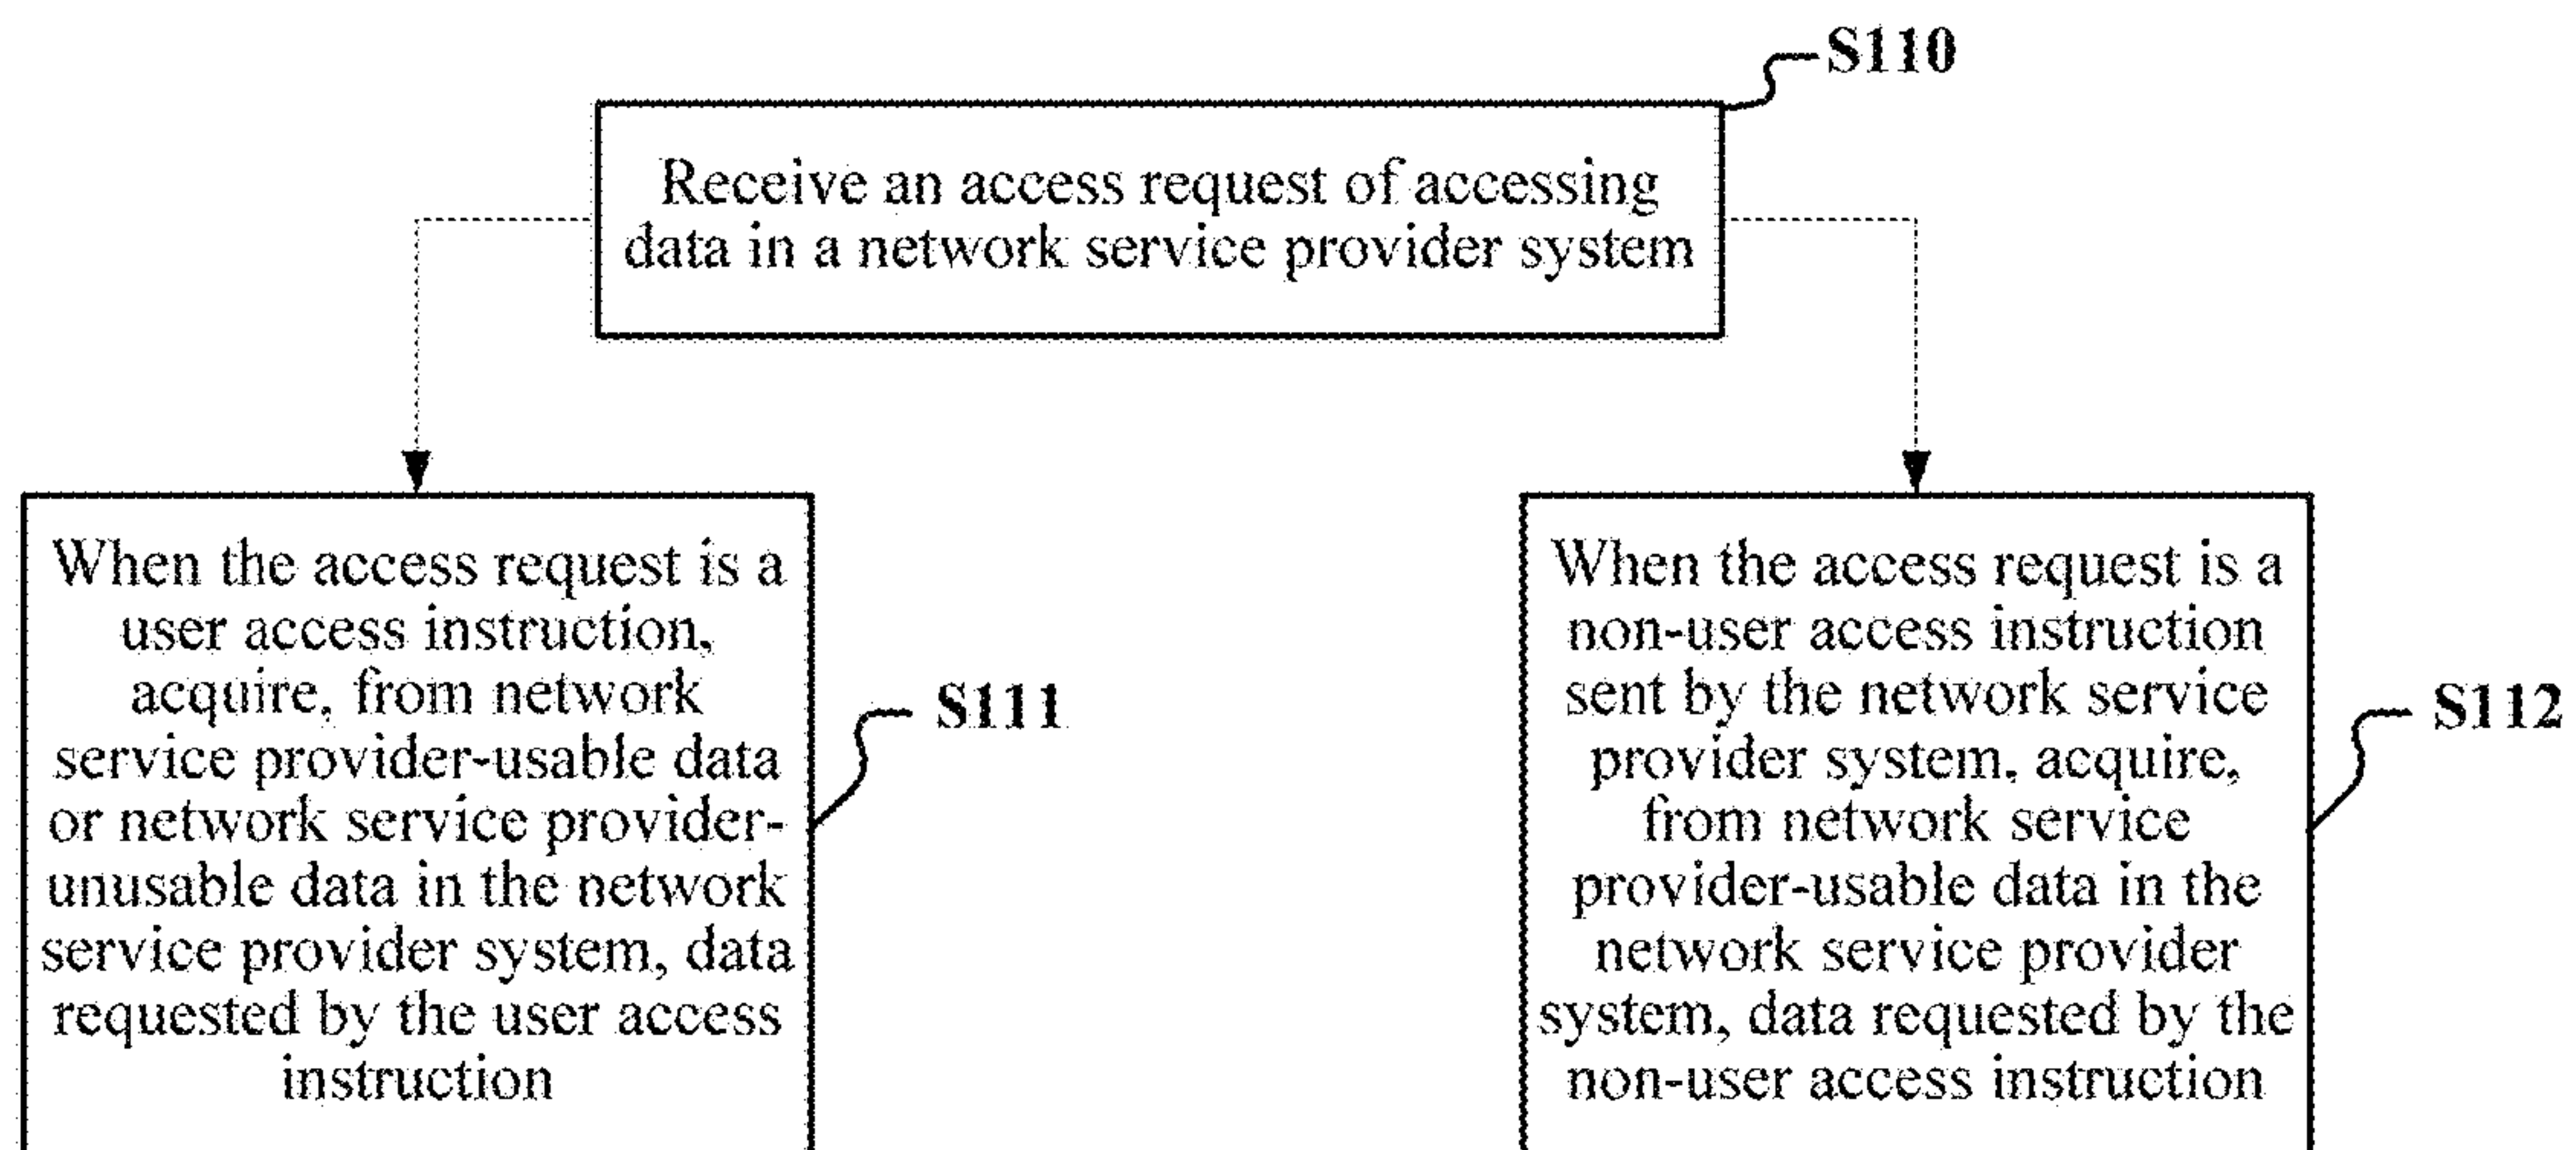 S110
Receive an access request of accessing
data in a network service provider system
When the access request is a
user access instruction,
acquire, from network
service provider-usable data
or network service provider-
unusable data in the network
service provider system, data
requested by the user access
instruction
S111
When the access request is a
non-user access instruction
sent by the network service
provider system, acquire,
from network service
provider-usable data in the
network service provider
system, data requested by the
non-user access instruction
S112